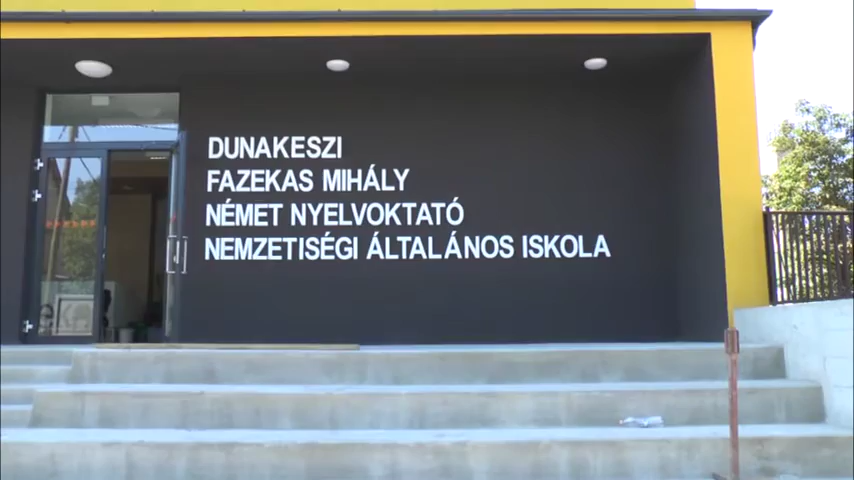 DUNAKESZI
FAZEKAS MIHÁLY
NÉMET NYELVOKTATÓ
NEMZETISÉGI ÁLTALÁNOS ISKOLA